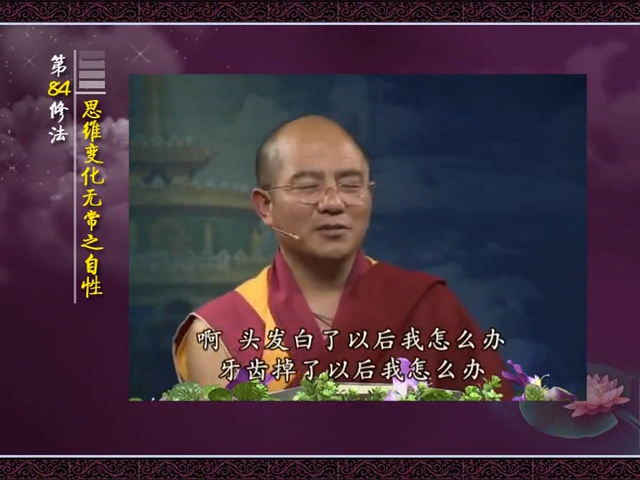 第84修法
思维变化无常之自性
啊 头发白了以后我怎么办
牙齿掉了以后我怎么办